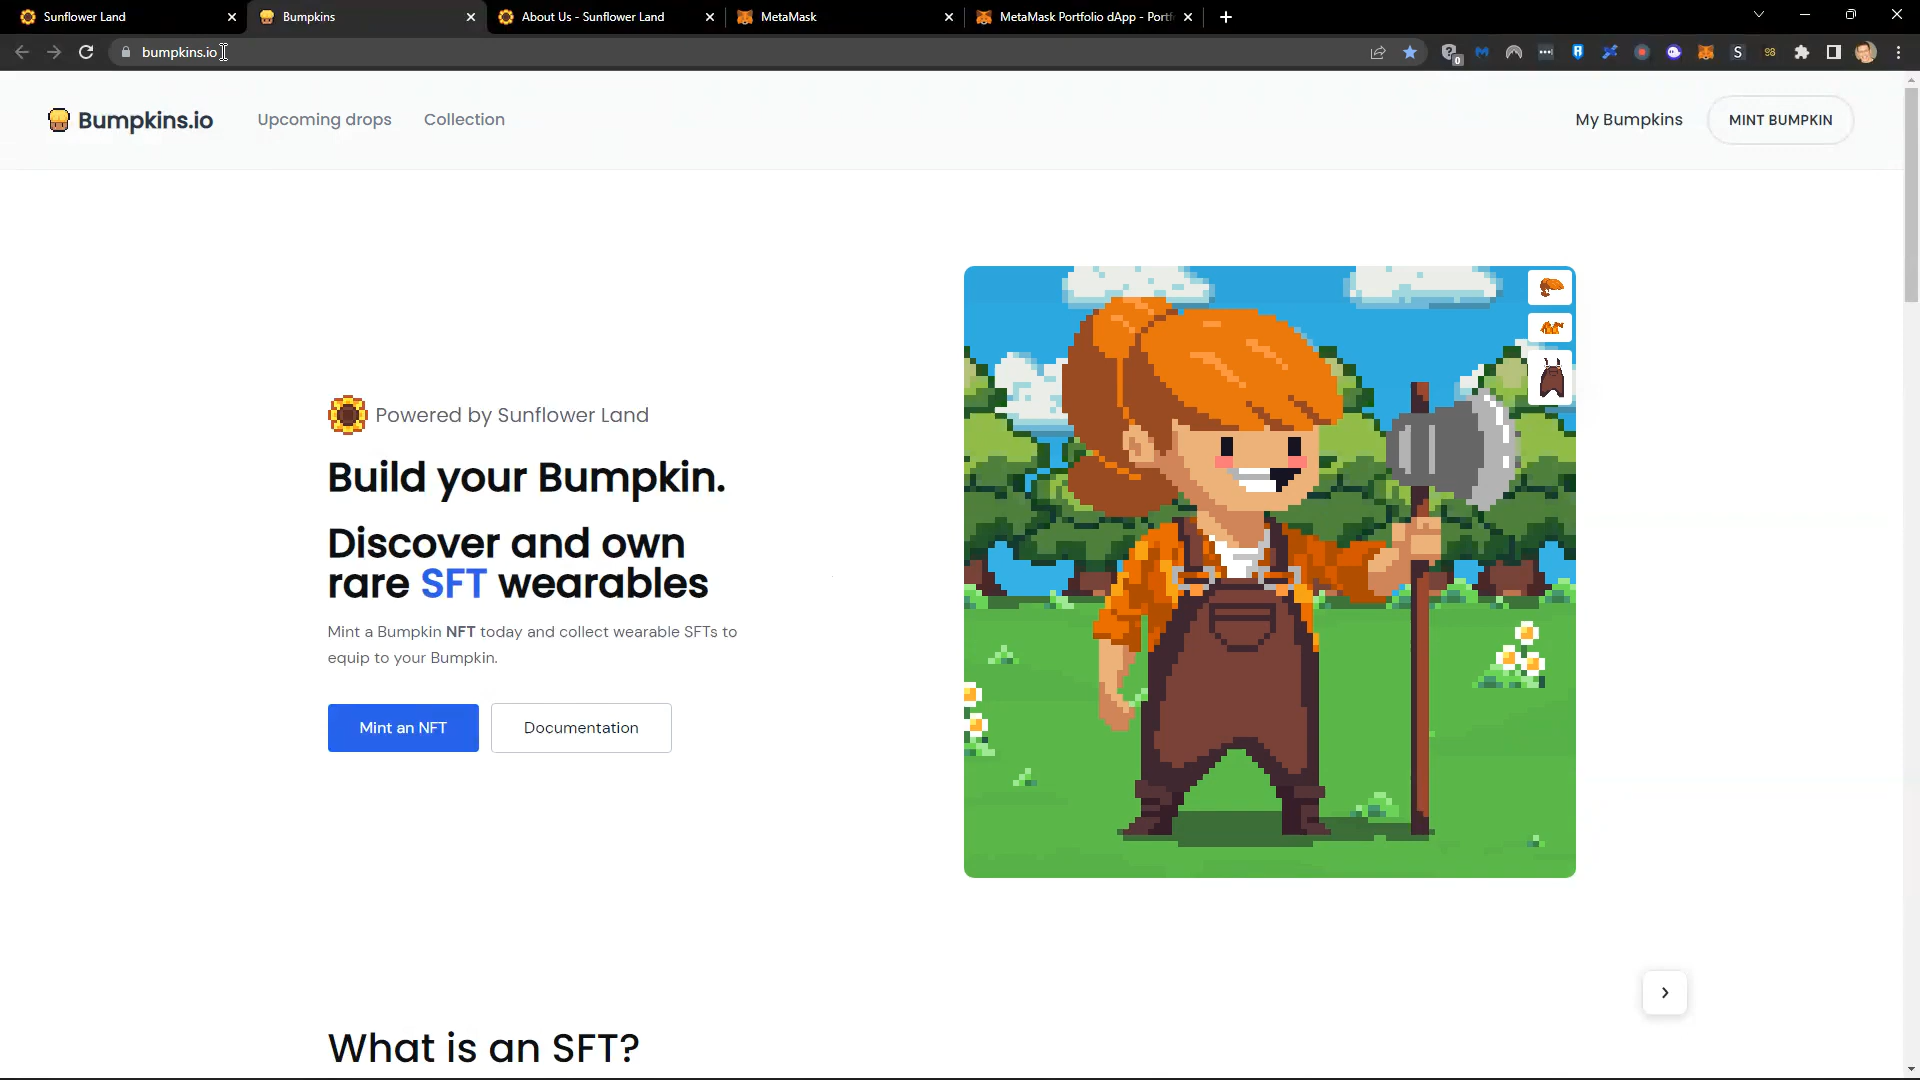 Sunflower Land
Bumpkins
About Us - Sunflower Land
MetaMask
MetaMask Portfolio dApp - Portf
bumpkins.io
0
S
98
Bumpkins.io
Upcoming drops
Collection
My Bumpkins
MINT BUMPKIN
Powered by Sunflower Land
Build your Bumpkin.
Discover and own
rare SFT wearables
Mint a Bumpkin NFT today and collect wearable SFTs to
equip to your Bumpkin.
Mint an NFT
Documentation
What is an SFT?